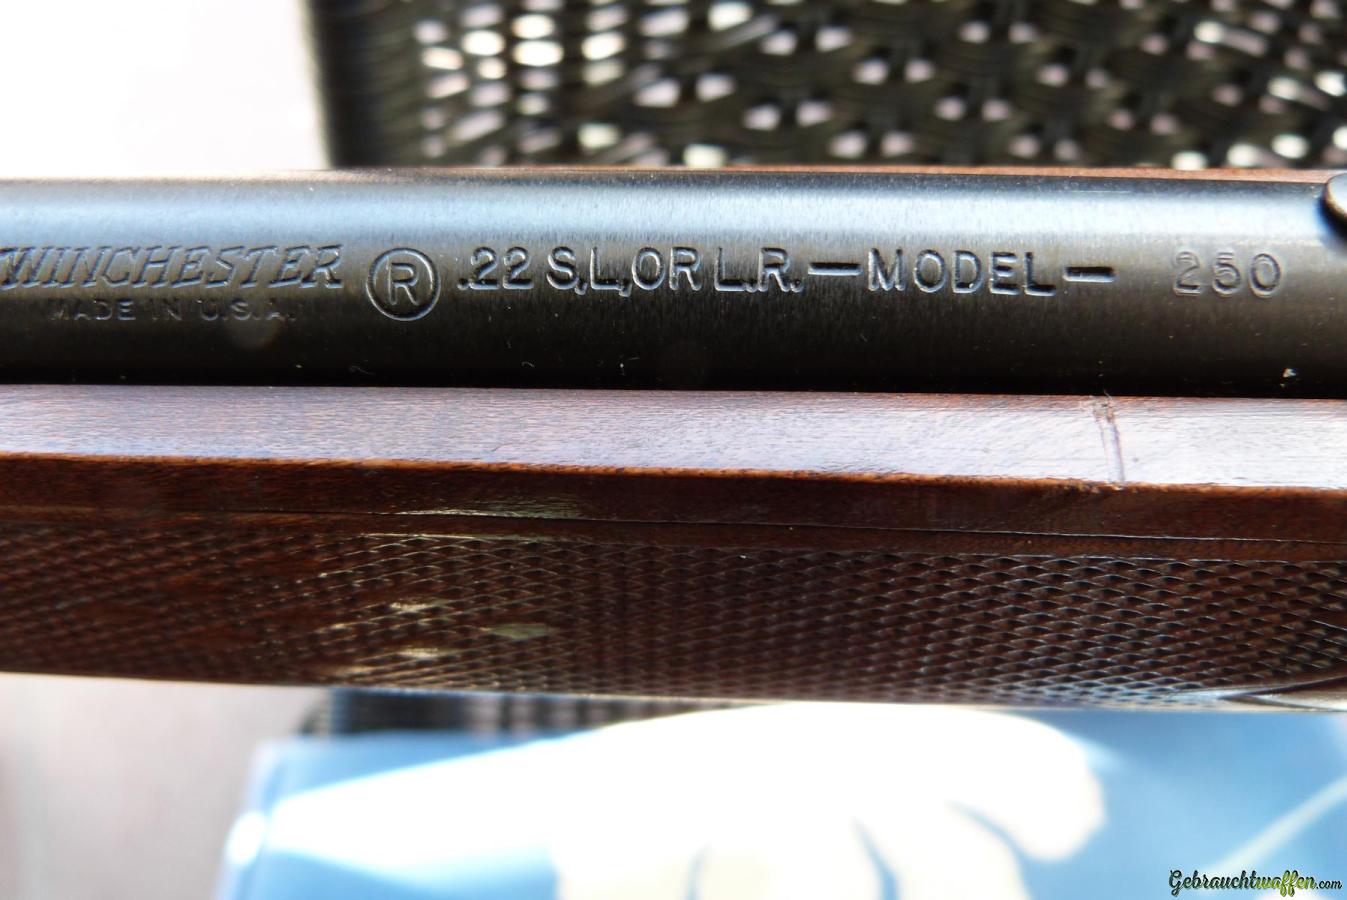 WINCHESTER ® .22 S,L,OR L.R.—MODEL— 250
MADE IN U.S.A.
Gebrauchtwaffen.com